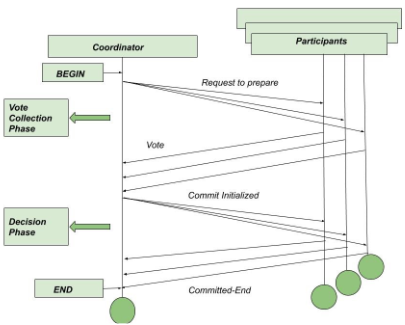 Coordinator
Participants
BEGIN
Request to prepare
Vote
Collection
Phase
Vote
Commit Initialized
Decision
Phase
END
Committed-End